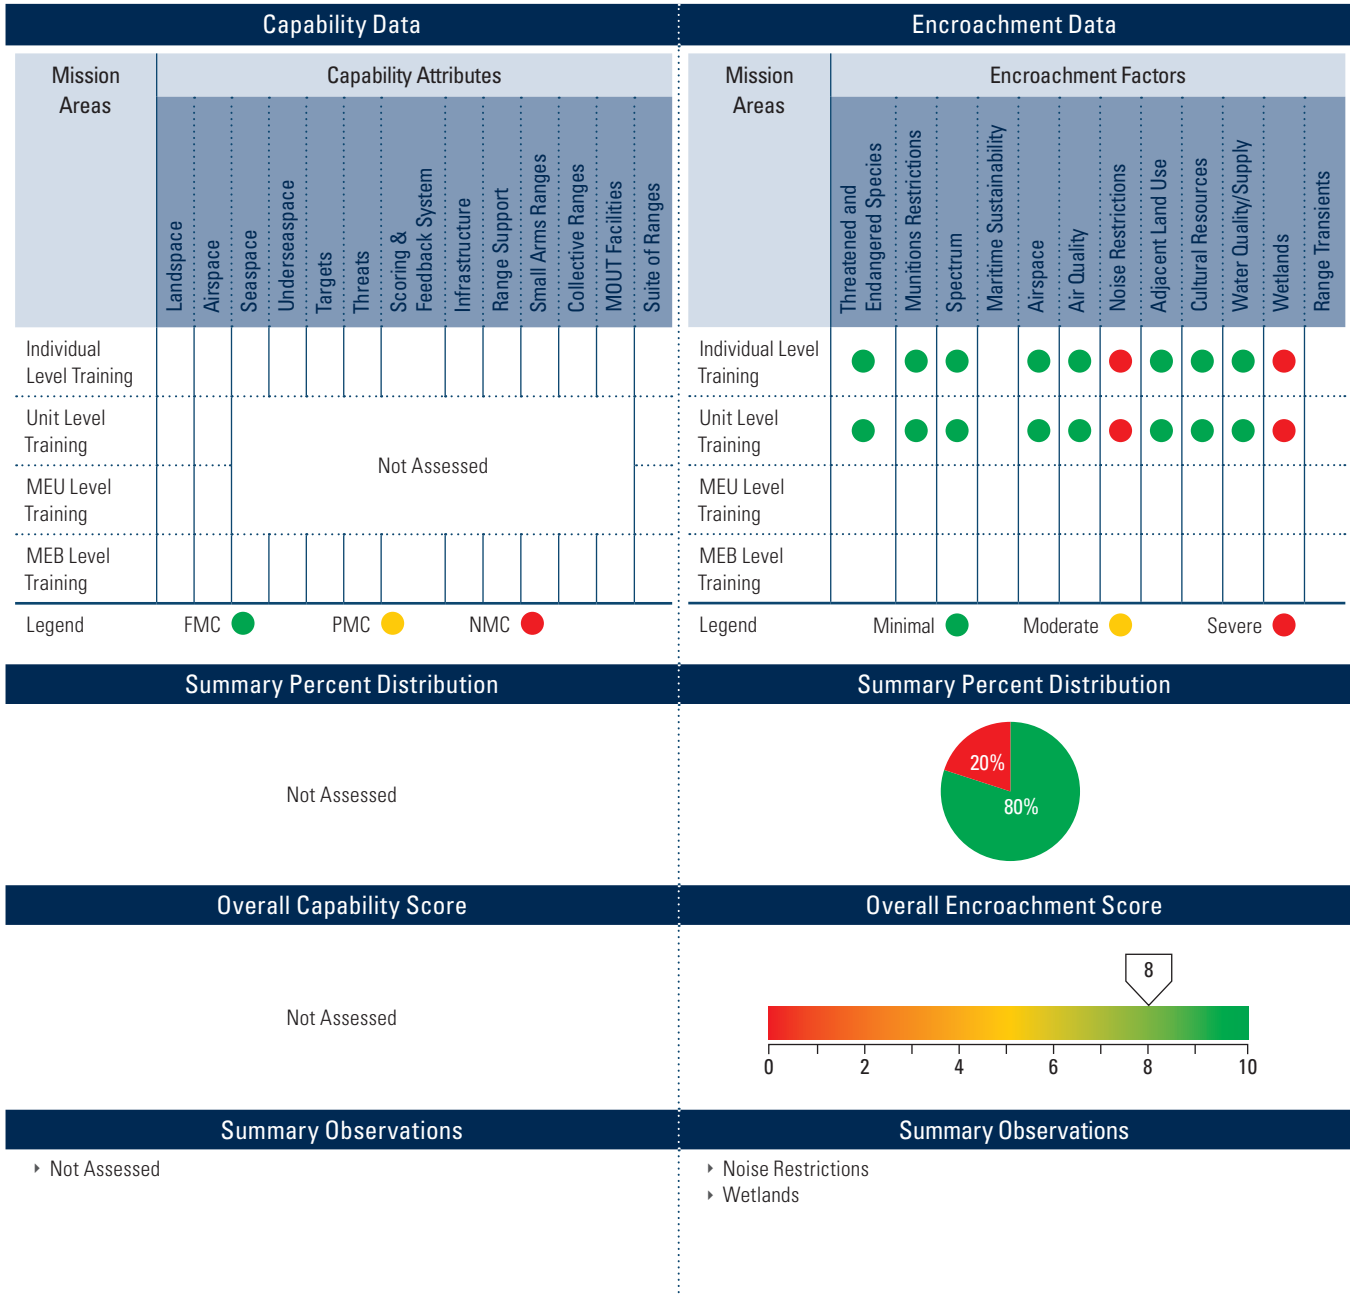 Capability Data
Mission
Areas
Capability Attributes
Landspace
Airspace
Seaspace
Underseaspace
Targets
Threats
Scoring &
Feedback System
Infrastructure
Range Support
Small Arms Ranges
Collective Ranges
MOUT Facilities
Suite of Ranges
Individual
Level Training
Unit Level
Training
MEU Level
Training
MEB Level
Training
Not Assessed
Legend
FMC
PMC
NMC
Encroachment Data
Mission
Areas
Encroachment Factors
Threatened and
Endangered Species
Munitions Restrictions
Spectrum
Maritime Sustainability
Airspace
Air Quality
Noise Restrictions
Adjacent Land Use
Cultural Resources
Water Quality/Supply
Wetlands
Range Transients
Individual Level
Training
Unit Level
Training
MEU Level
Training
MEB Level
Training
Legend
Minimal
Moderate
Severe
Summary Percent Distribution
Not Assessed
Summary Percent Distribution
20%
80%
Overall Capability Score
Not Assessed
Overall Encroachment Score
8
0 2 4 6 8 10
Summary Observations
Not Assessed
Summary Observations
Noise Restrictions
Wetlands